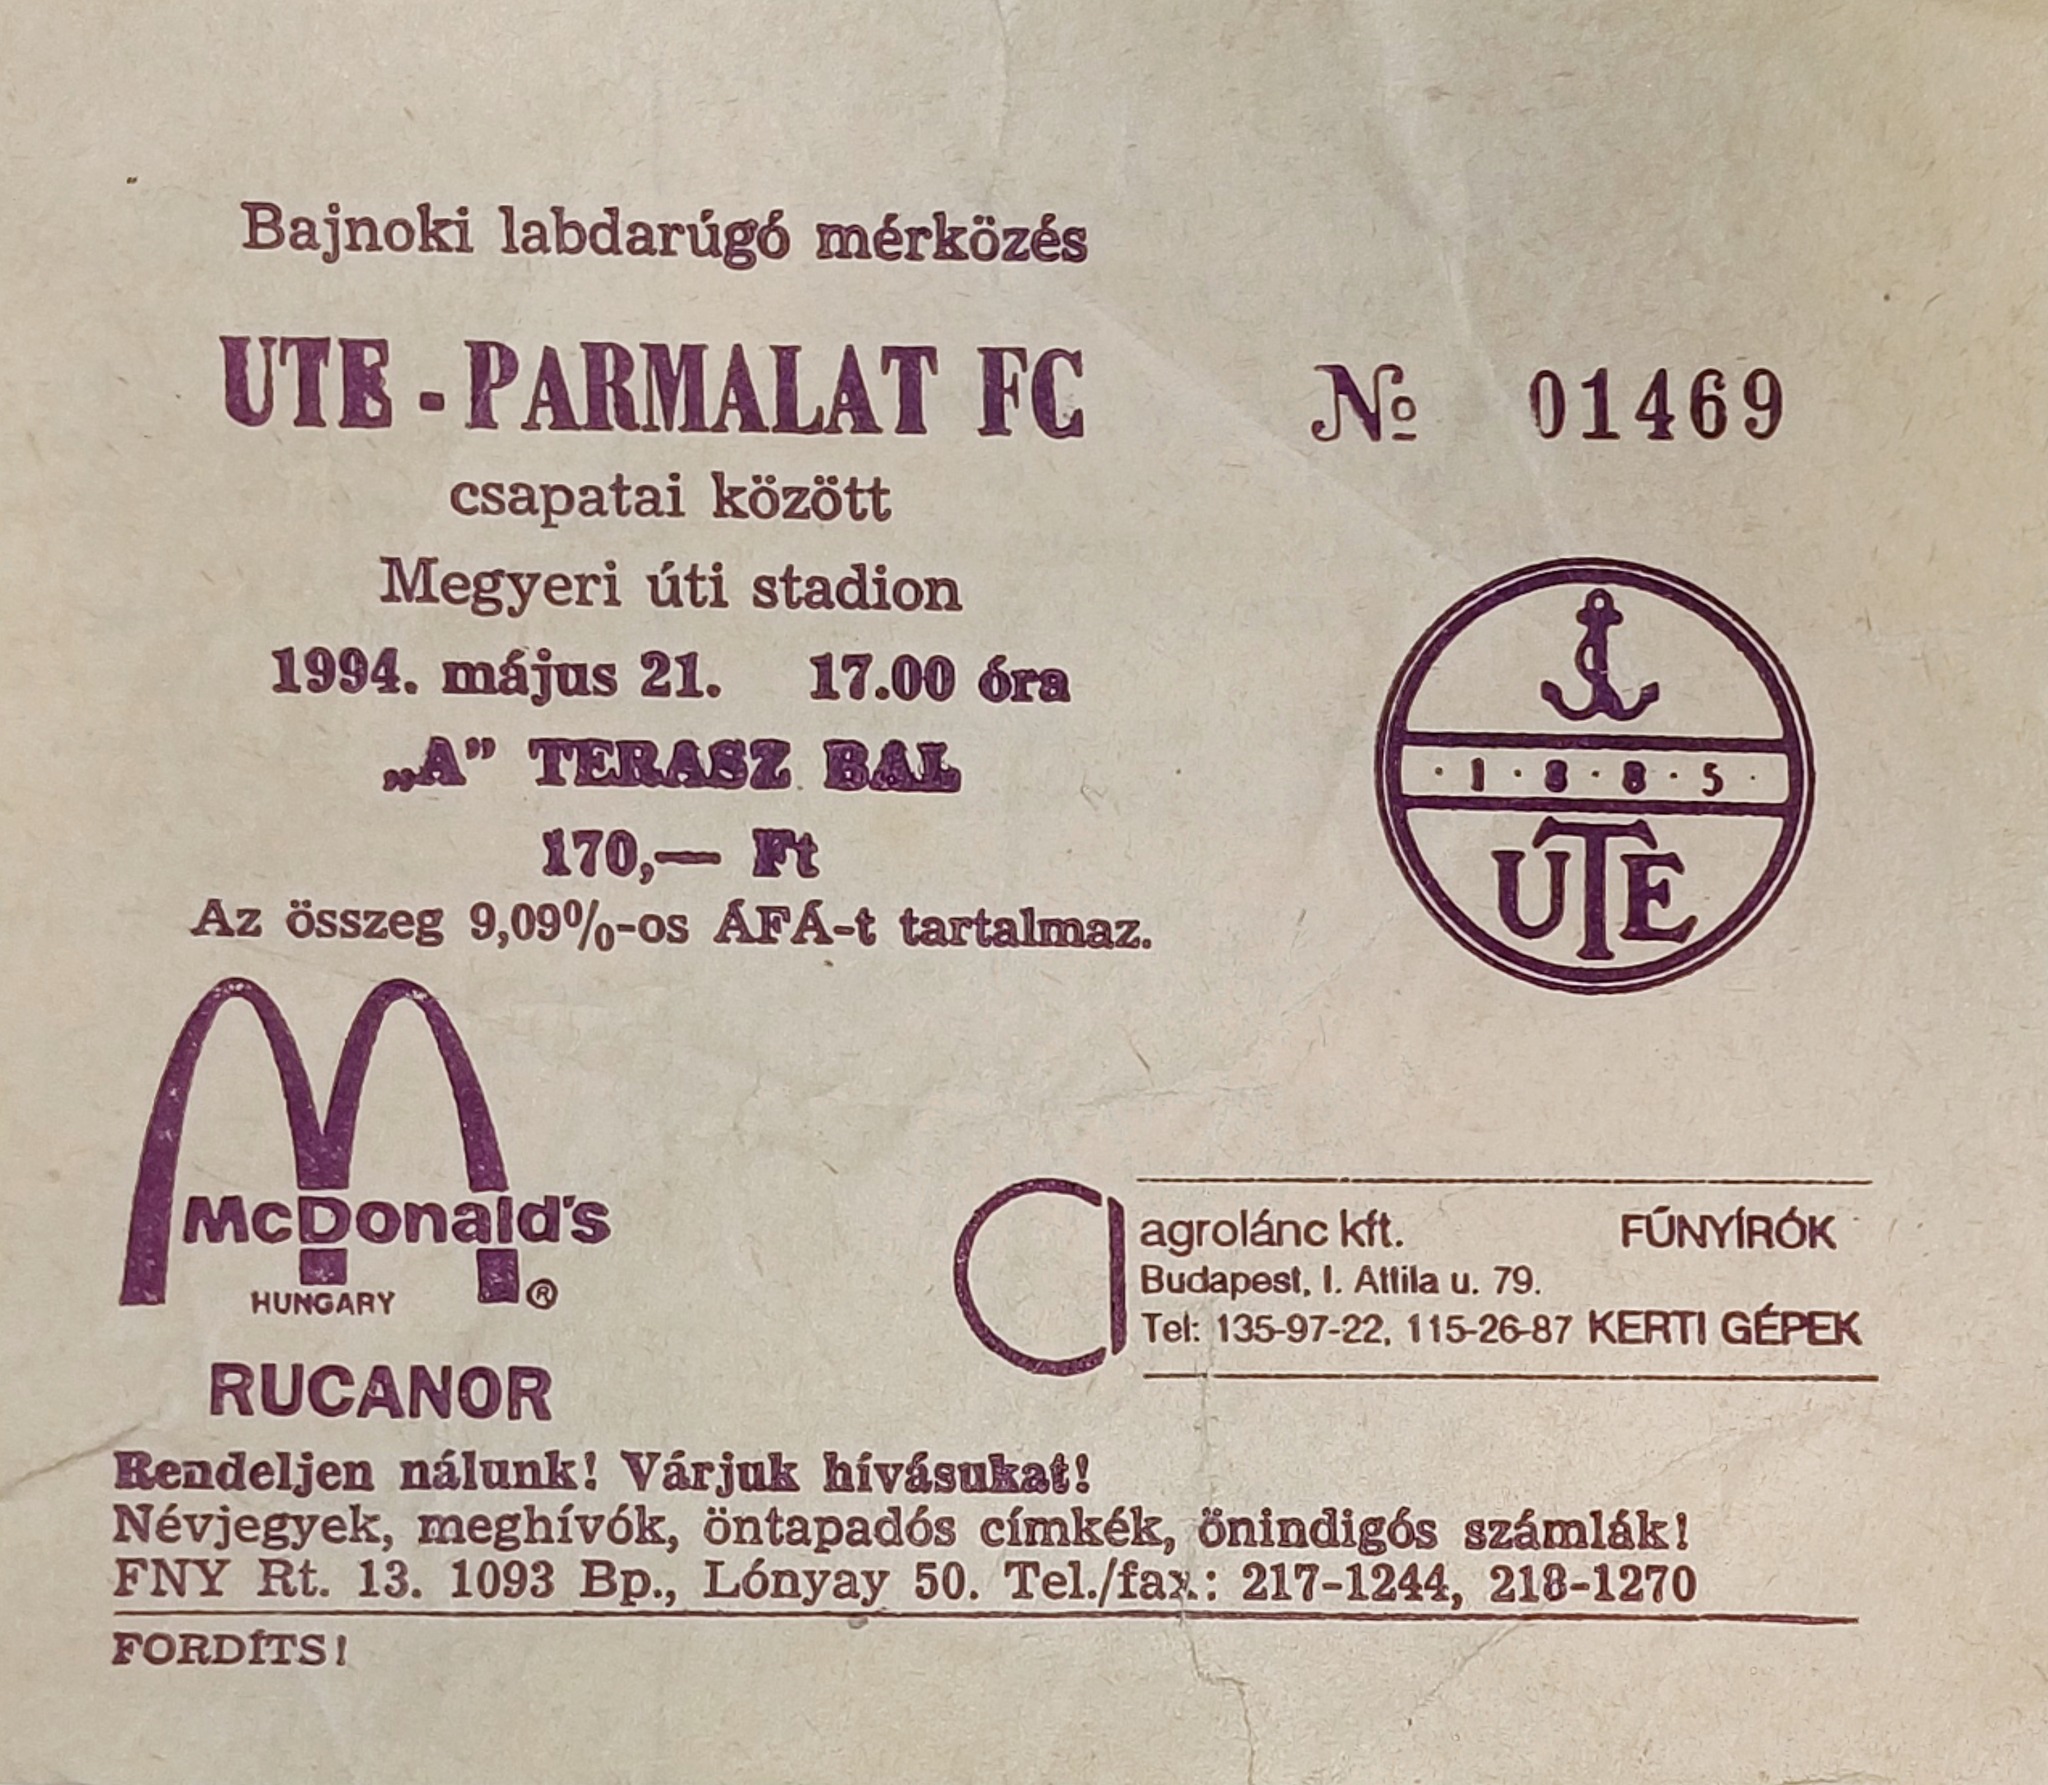 Bajnoki labdarúgó mérközés
UTE - PARMALAT FC
№ 01469
csapatai között
Megyeri úti stadion
1994. május 21. 17.00 óra
„A” TERASZ BAL
170,— Ft
Az összeg 9,09%-os ÁFÁ-t tartalmaz.
· 1 · 8 · 8 · 5 ·
ÚTE
McDonald's
HUNGARY ®
RUCANOR
agrolánc kft. FŰNYÍRÓK
Budapest, I. Attila u. 79.
Tel: 135-97-22, 115-26-87 KERTI GÉPEK
Rendeljen nálunk! Várjuk hívásukat!
Névjegyek, meghívók, öntapadós címkék, önindigós számlák!
FNY Rt. 13. 1093 Bp., Lónyay 50. Tel./fax.: 217-1244, 218-1270
FORDÍTS!